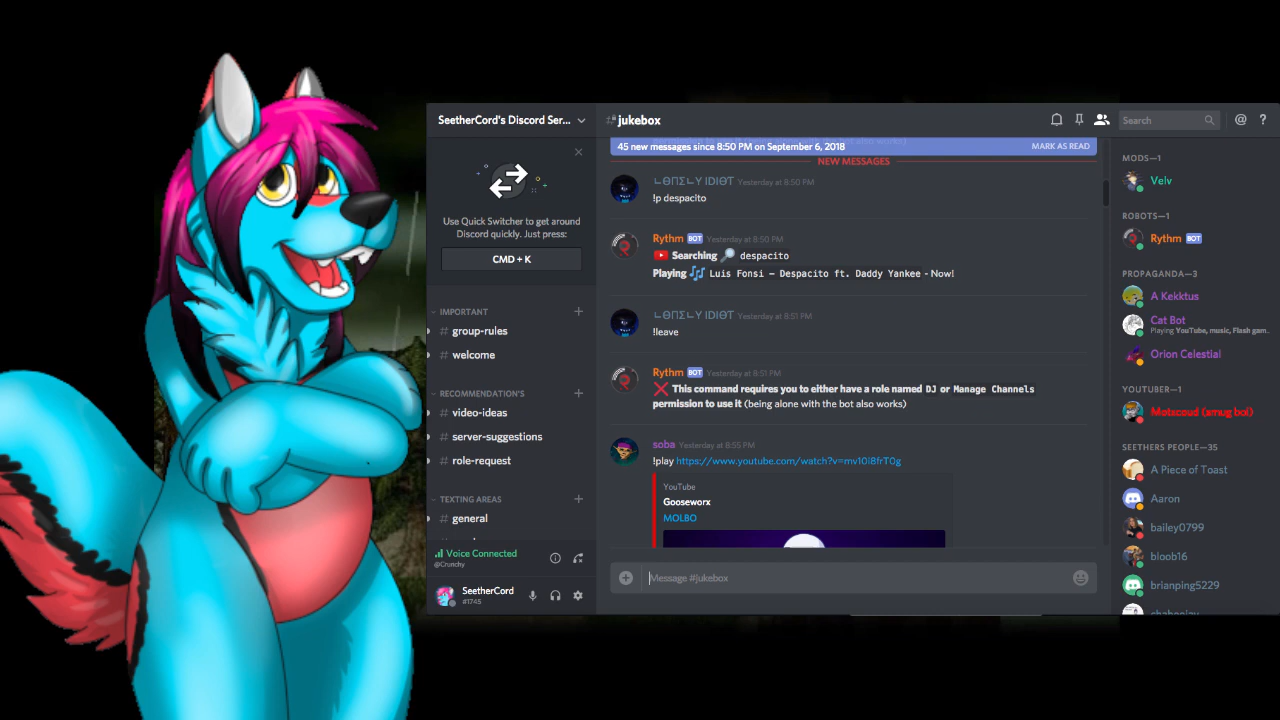 SeetherCord's Discord Ser...
Use Quick Switcher to get around
Discord quickly. Just press:
CMD + K
IMPORTANT
# group-rules
# welcome
RECOMMENDATION'S
# video-ideas
# server-suggestions
# role-request
TEXTING AREAS
# general
Voice Connected
@Crunchy
SeetherCord
#1745
# jukebox
Search
45 new messages since 8:50 PM on September 6, 2018
MARK AS READ
NEW MESSAGES
Yesterday at 8:50 PM
!p despacito
Rythm BOT Yesterday at 8:50 PM
Searching despacito
Playing Luis Fonsi – Despacito ft. Daddy Yankee - Now!
Yesterday at 8:51 PM
!leave
Rythm BOT Yesterday at 8:51 PM
This command requires you to either have a role named DJ or Manage Channels
permission to use it (being alone with the bot also works)
soba Yesterday at 8:55 PM
!play https://www.youtube.com/watch?v=mv10i8frT0g
YouTube
Gooseworx
MOLBO
Message #jukebox
MODS—1
Velv
ROBOTS—1
Rythm BOT
PROPAGANDA—3
A Kekktus
Cat Bot
Playing YouTube, music, Flash gam..
Orion Celestial
YOUTUBER—1
SEETHERS PEOPLE—35
A Piece of Toast
Aaron
bailey0799
bloob16
brianping5229